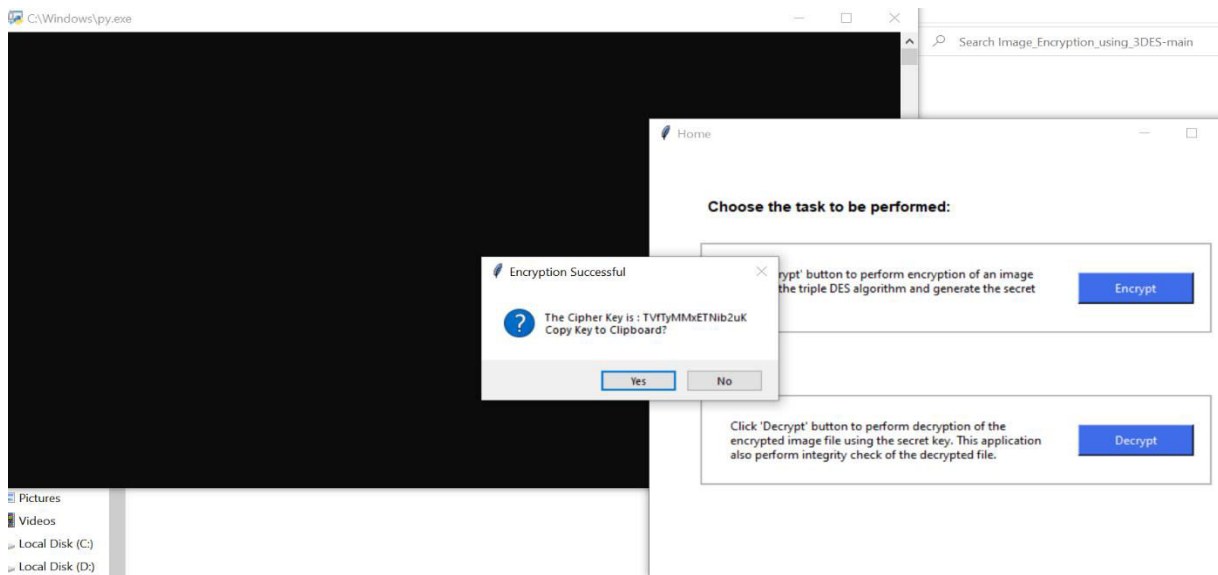 C:\Windows\py.exe
Search Image_Encryption_using_3DES-main
Home
Choose the task to be performed:
Encryption Successful
rypt' button to perform encryption of an image
the triple DES algorithm and generate the secret
Encrypt
The Cipher Key is : TVfTyMMxETNib2uK
Copy Key to Clipboard?
Yes
No
Click 'Decrypt' button to perform decryption of the
encrypted image file using the secret key. This application
also perform integrity check of the decrypted file.
Decrypt
Pictures
Videos
Local Disk (C:)
Local Disk (D:)